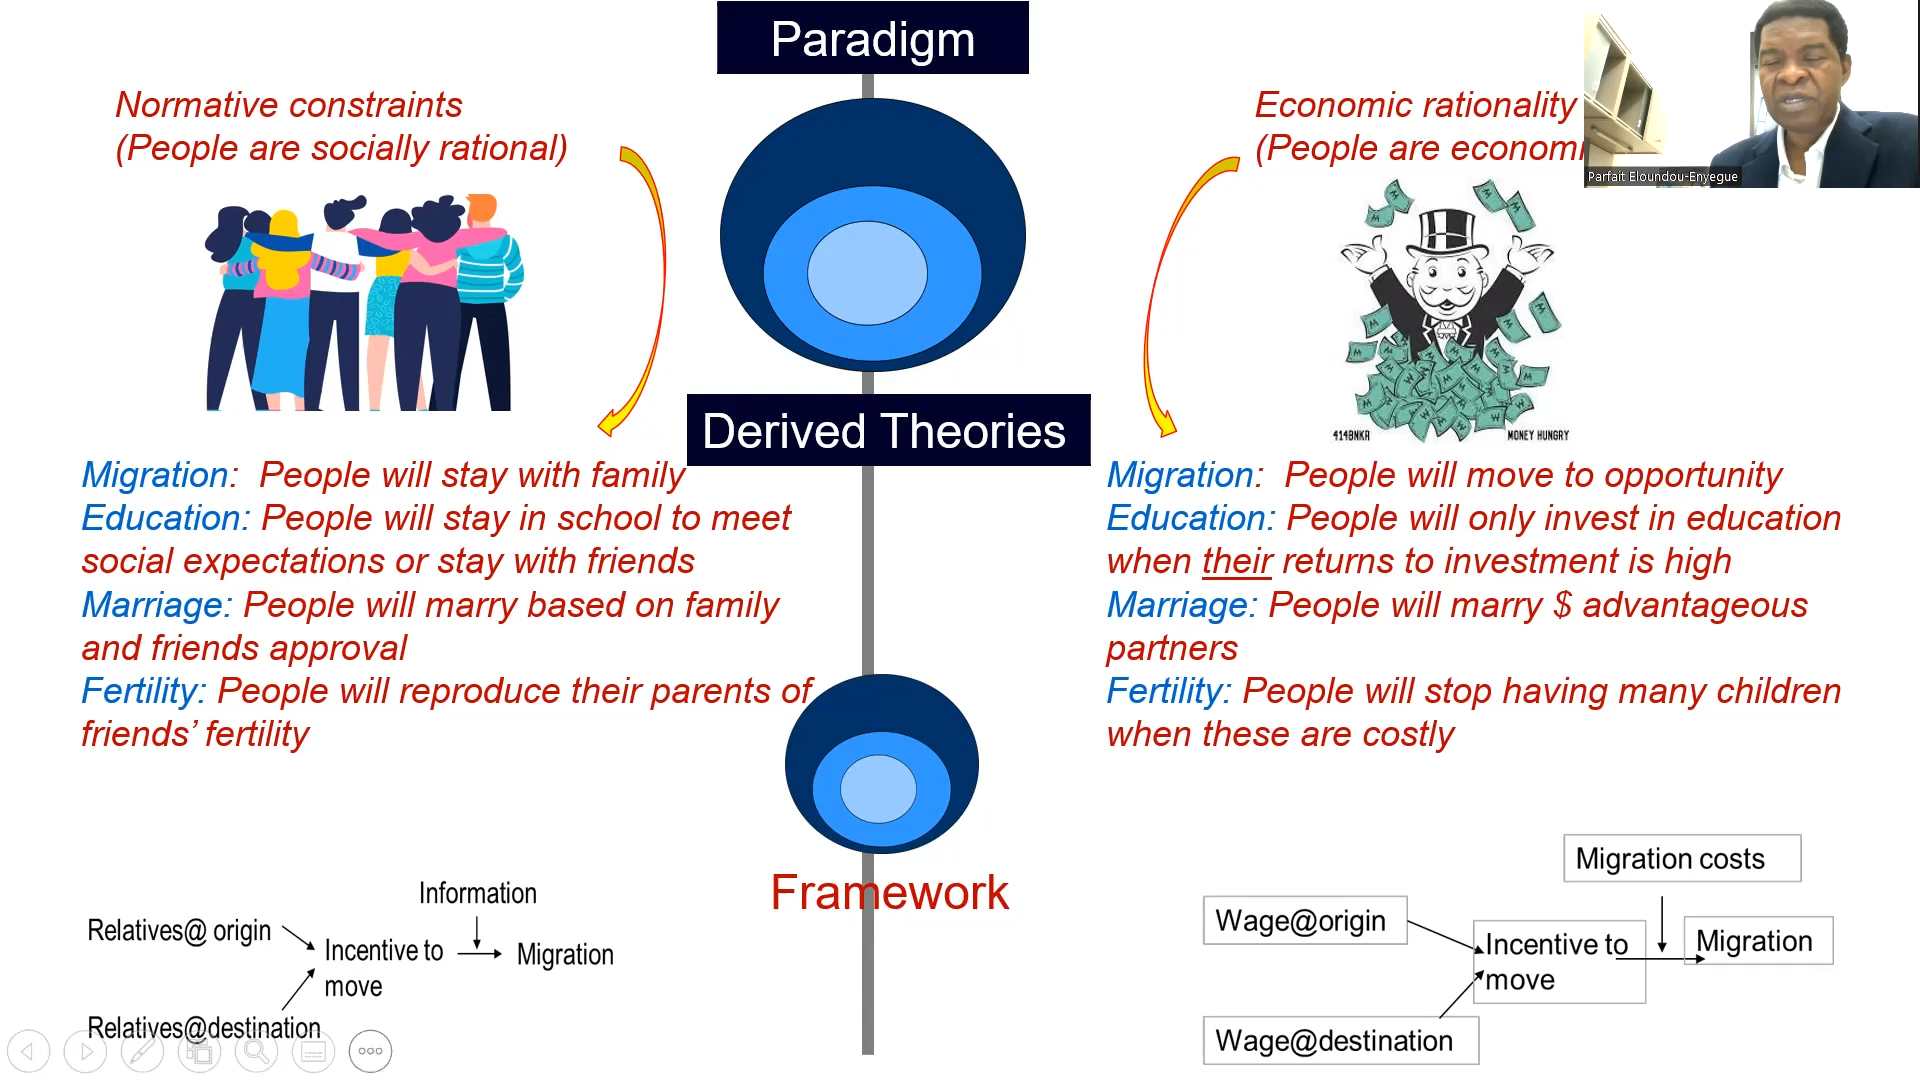 Paradigm
Normative constraints
(People are socially rational)
Economic rationality
(People are economi
Parfait Eloundou-Enyegue
414BNKR
MONEY HUNGRY
Derived Theories
Migration: People will stay with family
Education: People will stay in school to meet
social expectations or stay with friends
Marriage: People will marry based on family
and friends approval
Fertility: People will reproduce their parents of
friends’ fertility
Migration: People will move to opportunity
Education: People will only invest in education
when their returns to investment is high
Marriage: People will marry $ advantageous
partners
Fertility: People will stop having many children
when these are costly
Framework
Information
Relatives@ origin
Incentive to
move
Migration
Relatives@destination
Migration costs
Wage@origin
Incentive to
move
Migration
Wage@destination